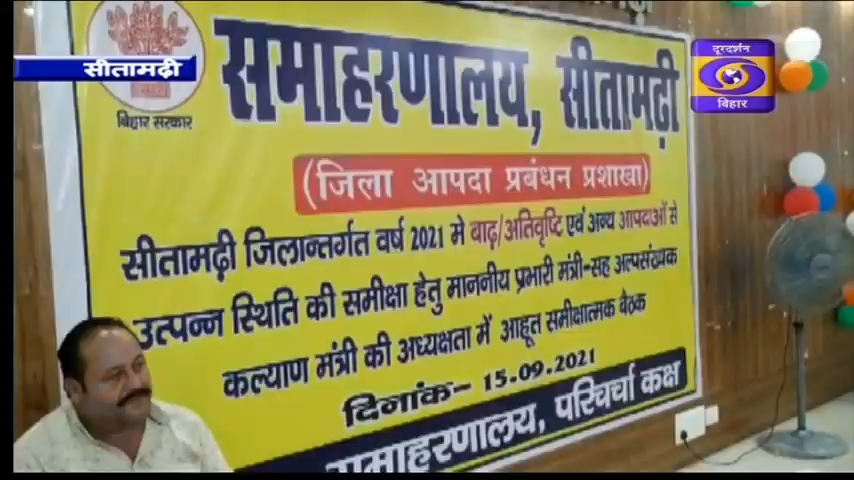 सीतामढ़ी
बिहार सरकार
समाहरणालय, सीतामढ़ी
(जिला आपदा प्रबंधन प्रशाखा)
सीतामढ़ी जिलान्तर्गत वर्ष 2021 मे बाढ़/अतिवृष्टि एवं अन्य आपदाओं से
उत्पन्न स्थिति की समीक्षा हेतु माननीय प्रभारी मंत्री-सह अल्पसंख्यक
कल्याण मंत्री की अध्यक्षता में आहूत समीक्षात्मक बैठक
दिनांक- 15.09.2021
समाहरणालय, परिचर्चा कक्ष
दूरदर्शन
बिहार